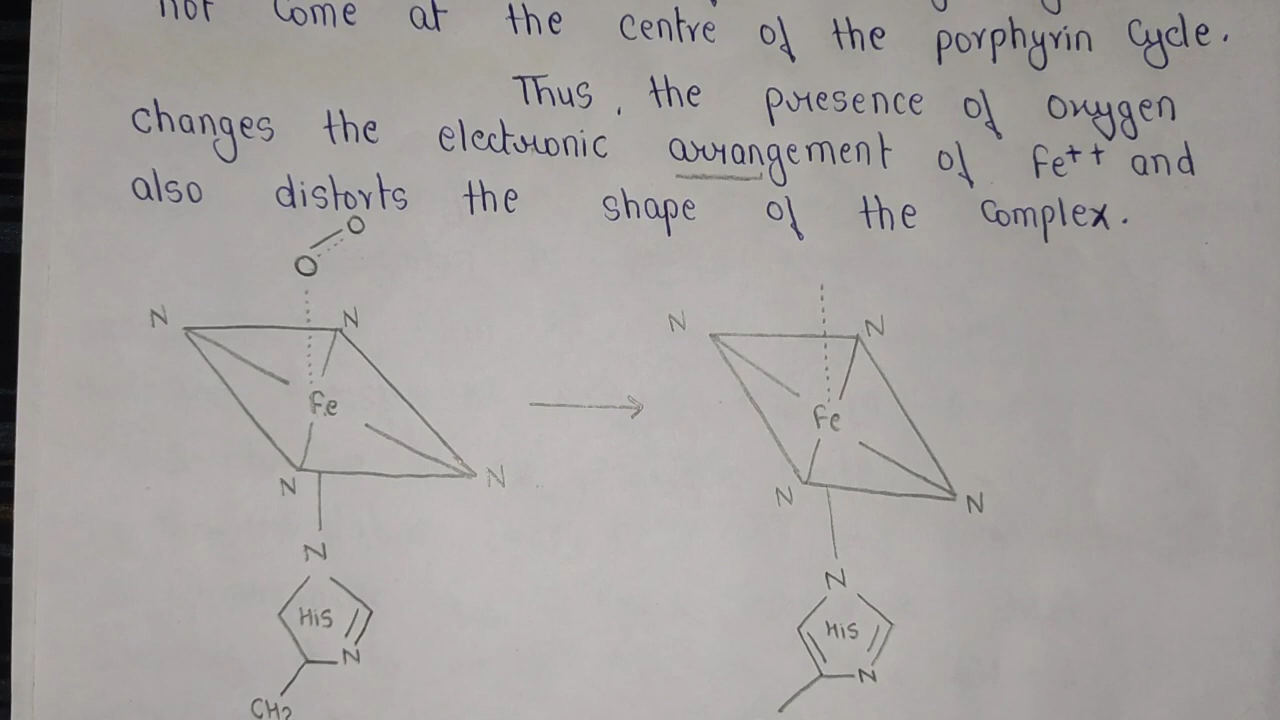 not come at the centre of the porphyrin cycle.
Thus, the presence of oxygen
changes the electronic arrangement of Fe++ and
also distorts the shape of the complex.
O
O
N N
Fe
N N
N
His
N
CH2
N N
Fe
N N
N
His
N